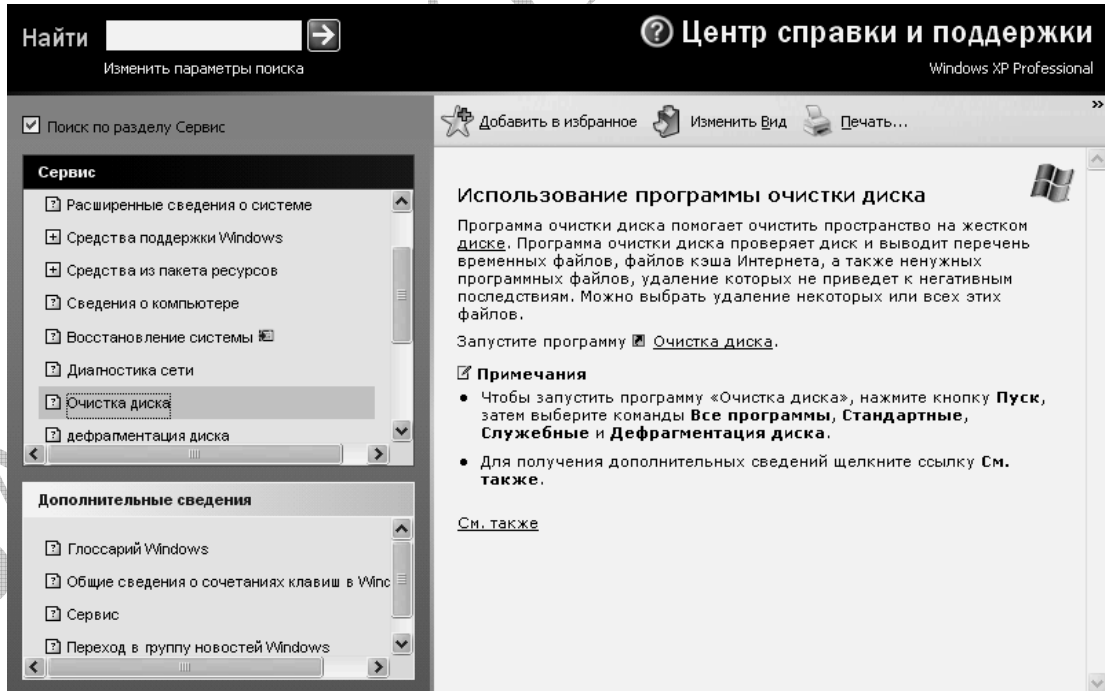 Найти
Изменить параметры поиска
Центр справки и поддержки
Windows XP Professional
Поиск по разделу Сервис
Сервис
Расширенные сведения о системе
Средства поддержки Windows
Средства из пакета ресурсов
Сведения о компьютере
Восстановление системы
Диагностика сети
Очистка диска
дефрагментация диска
Дополнительные сведения
Глоссарий Windows
Общие сведения о сочетаниях клавиш в Winc
Сервис
Переход в группу новостей Windows
Добавить в избранное Изменить Вид Печать... »
Использование программы очистки диска
Программа очистки диска помогает очистить пространство на жестком
диске. Программа очистки диска проверяет диск и выводит перечень
временных файлов, файлов кэша Интернета, а также ненужных
программных файлов, удаление которых не приведет к негативным
последствиям. Можно выбрать удаление некоторых или всех этих
файлов.
Запустите программу Очистка диска.
Примечания
• Чтобы запустить программу «Очистка диска», нажмите кнопку Пуск,
затем выберите команды Все программы, Стандартные,
Служебные и Дефрагментация диска.
• Для получения дополнительных сведений щелкните ссылку См.
также.
См. также